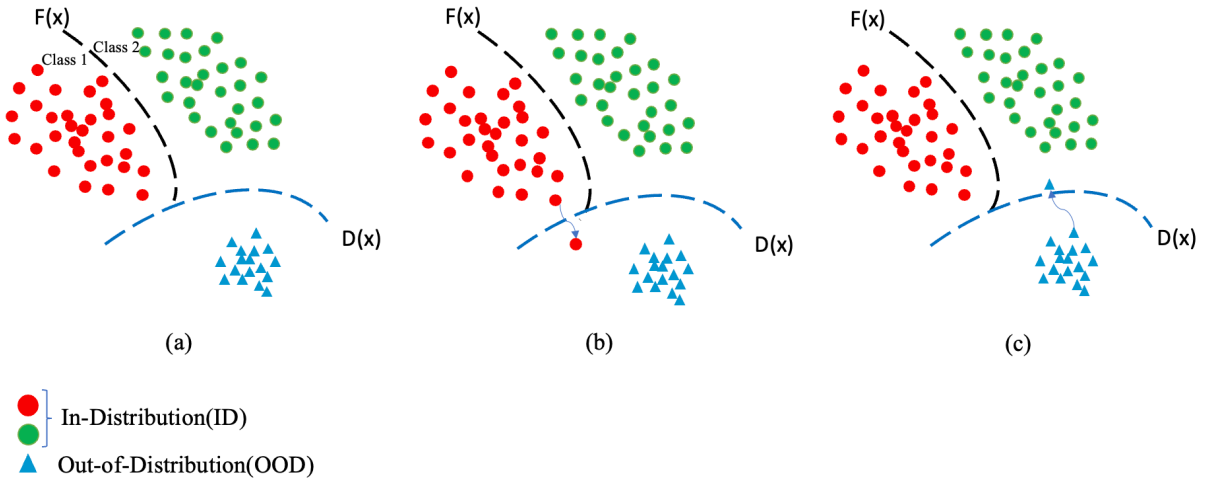 F(x)
F(x)
F(x)
Class 1
Class 2
D(x)
D(x)
D(x)
(a)
(b)
(c)
In-Distribution(ID)
Out-of-Distribution(OOD)